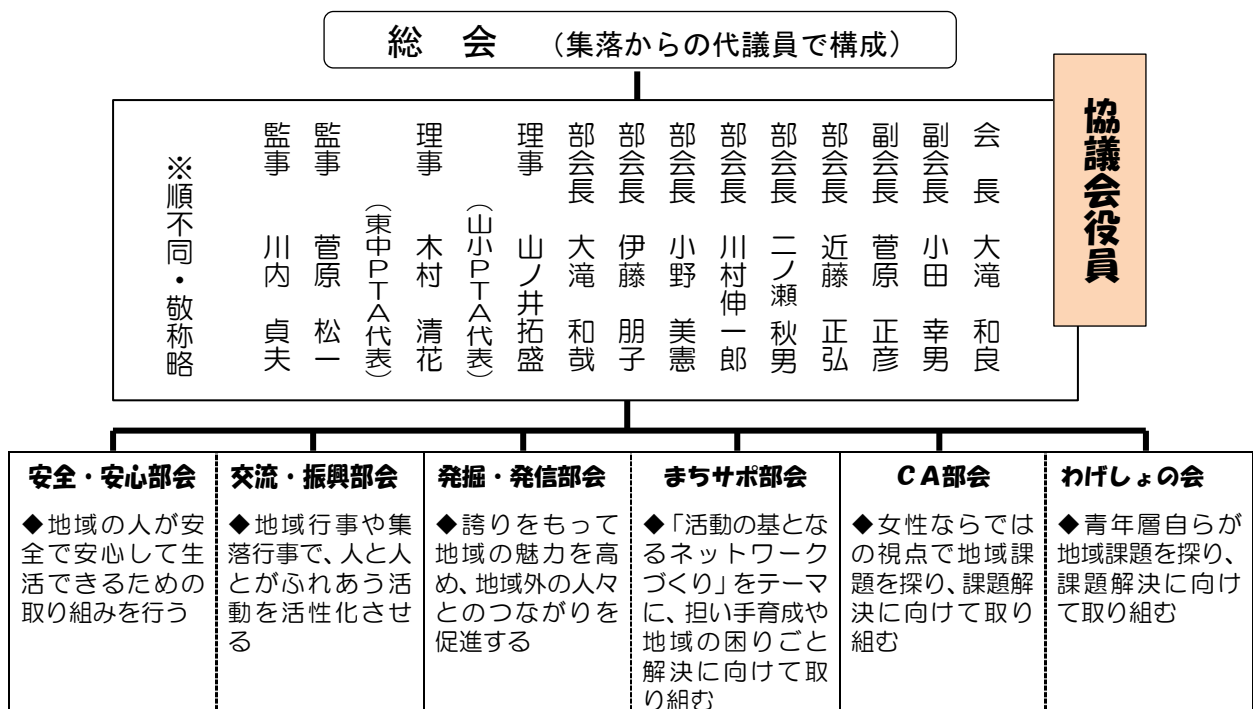 総　会　（集落からの代議員で構成）
協議会役員
会　長　大滝　和良
副会長　小田　幸男
副会長　菅原　正彦
部会長　近藤　正弘
部会長　二ノ瀬　秋男
部会長　川村伸一郎
部会長　小野　美憲
部会長　伊藤　朋子
部会長　大滝　和哉
理事　山ノ井拓盛
（山小ＰＴＡ代表）
理事　木村　清花
（東中ＰＴＡ代表）
監事　菅原　松一
監事　川内　貞夫
※順不同・敬称略
安全・安心部会
◆地域の人が安
全で安心して生
活できるための
取り組みを行う
交流・振興部会
◆地域行事や集
落行事で、人と人
とがふれあう活
動を活性化させ
る
発掘・発信部会
◆誇りをもって
地域の魅力を高
め、地域外の人々
とのつながりを
促進する
まちサポ部会
◆「活動の基とな
るネットワーク
づくり」をテーマ
に、担い手育成や
地域の困りごと
解決に向けて取
り組む
ＣＡ部会
◆女性ならでは
の視点で地域課
題を探り、課題解
決に向けて取り
組む
わげしょの会
◆青年層自らが
地域課題を探り、
課題解決に向け
て取り組む